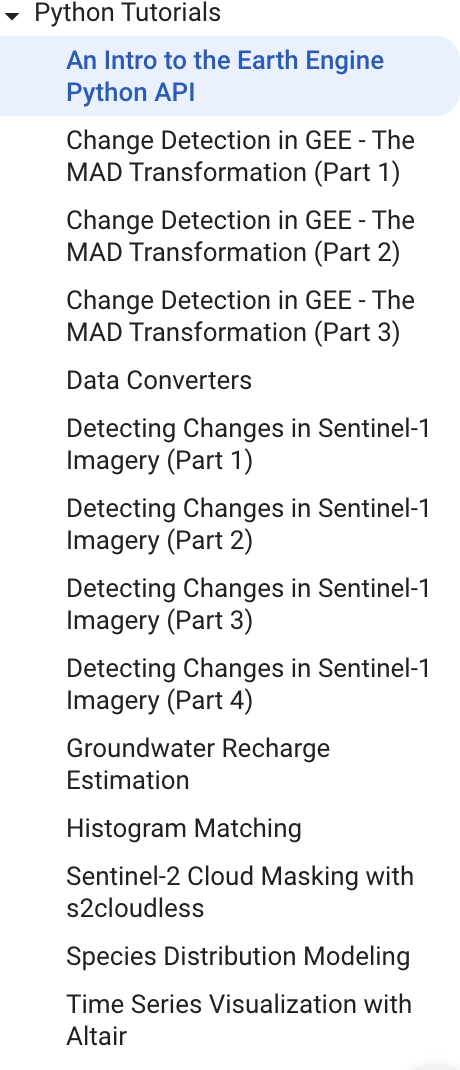 Python Tutorials
An Intro to the Earth Engine
Python API
Change Detection in GEE - The
MAD Transformation (Part 1)
Change Detection in GEE - The
MAD Transformation (Part 2)
Change Detection in GEE - The
MAD Transformation (Part 3)
Data Converters
Detecting Changes in Sentinel-1
Imagery (Part 1)
Detecting Changes in Sentinel-1
Imagery (Part 2)
Detecting Changes in Sentinel-1
Imagery (Part 3)
Detecting Changes in Sentinel-1
Imagery (Part 4)
Groundwater Recharge
Estimation
Histogram Matching
Sentinel-2 Cloud Masking with
s2cloudless
Species Distribution Modeling
Time Series Visualization with
Altair